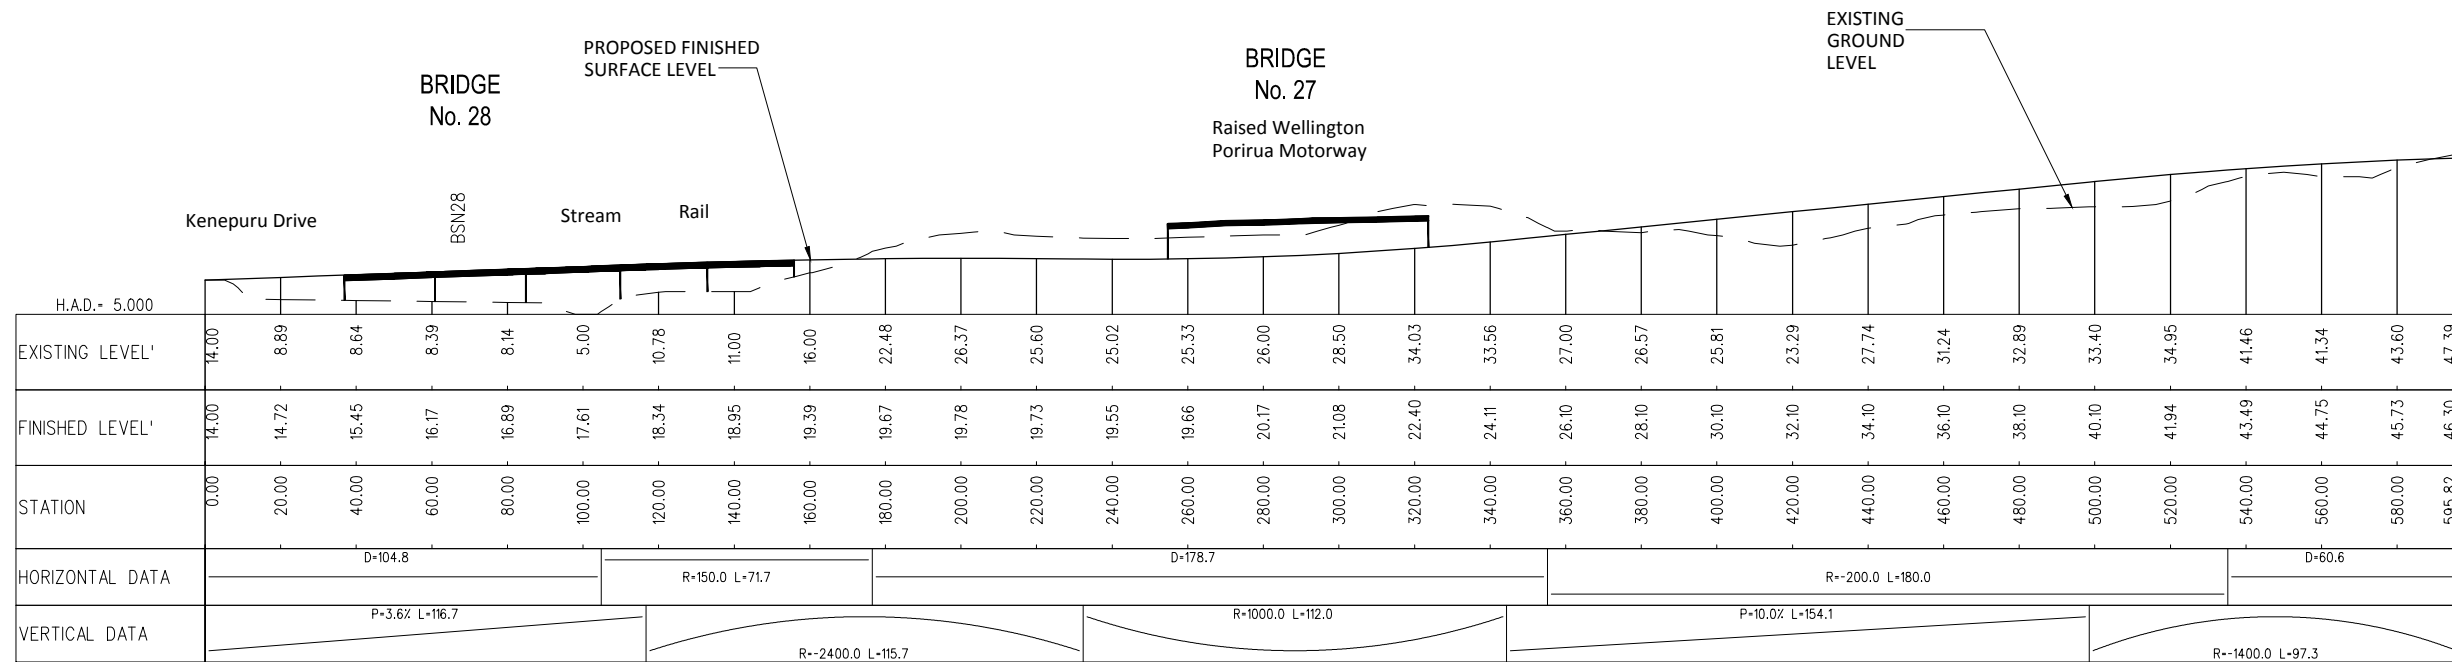 EXISTING
GROUND
LEVEL
PROPOSED FINISHED
SURFACE LEVEL
BRIDGE
No. 28
BRIDGE
No. 27
Raised Wellington
Porirua Motorway
Kenepuru Drive
BSN28
Stream
Rail
H.A.D.= 5.000
EXISTING LEVEL' 14.00 8.89 8.64 8.39 8.14 5.00 10.78 11.00 16.00 22.48 26.37 25.60 25.02 25.33 26.00 28.50 34.03 33.56 27.00 26.57 25.81 23.29 27.74 31.24 32.89 33.40 34.95 41.46 41.34 43.60 47.39
FINISHED LEVEL' 14.00 14.72 15.45 16.17 16.89 17.61 18.34 18.95 19.39 19.67 19.78 19.73 19.55 19.66 20.17 21.08 22.40 24.11 26.10 28.10 30.10 32.10 34.10 36.10 38.10 40.10 41.94 43.49 44.75 45.73 46.30
STATION 0.00 20.00 40.00 60.00 80.00 100.00 120.00 140.00 160.00 180.00 200.00 220.00 240.00 260.00 280.00 300.00 320.00 340.00 360.00 380.00 400.00 420.00 440.00 460.00 480.00 500.00 520.00 540.00 560.00 580.00 595.82
HORIZONTAL DATA D=104.8 R=150.0 L=71.7 D=178.7 R=-200.0 L=180.0 D=60.6
VERTICAL DATA P=3.6% L=116.7 R=-2400.0 L=115.7 R=1000.0 L=112.0 P=10.0% L=154.1 R=-1400.0 L=97.3